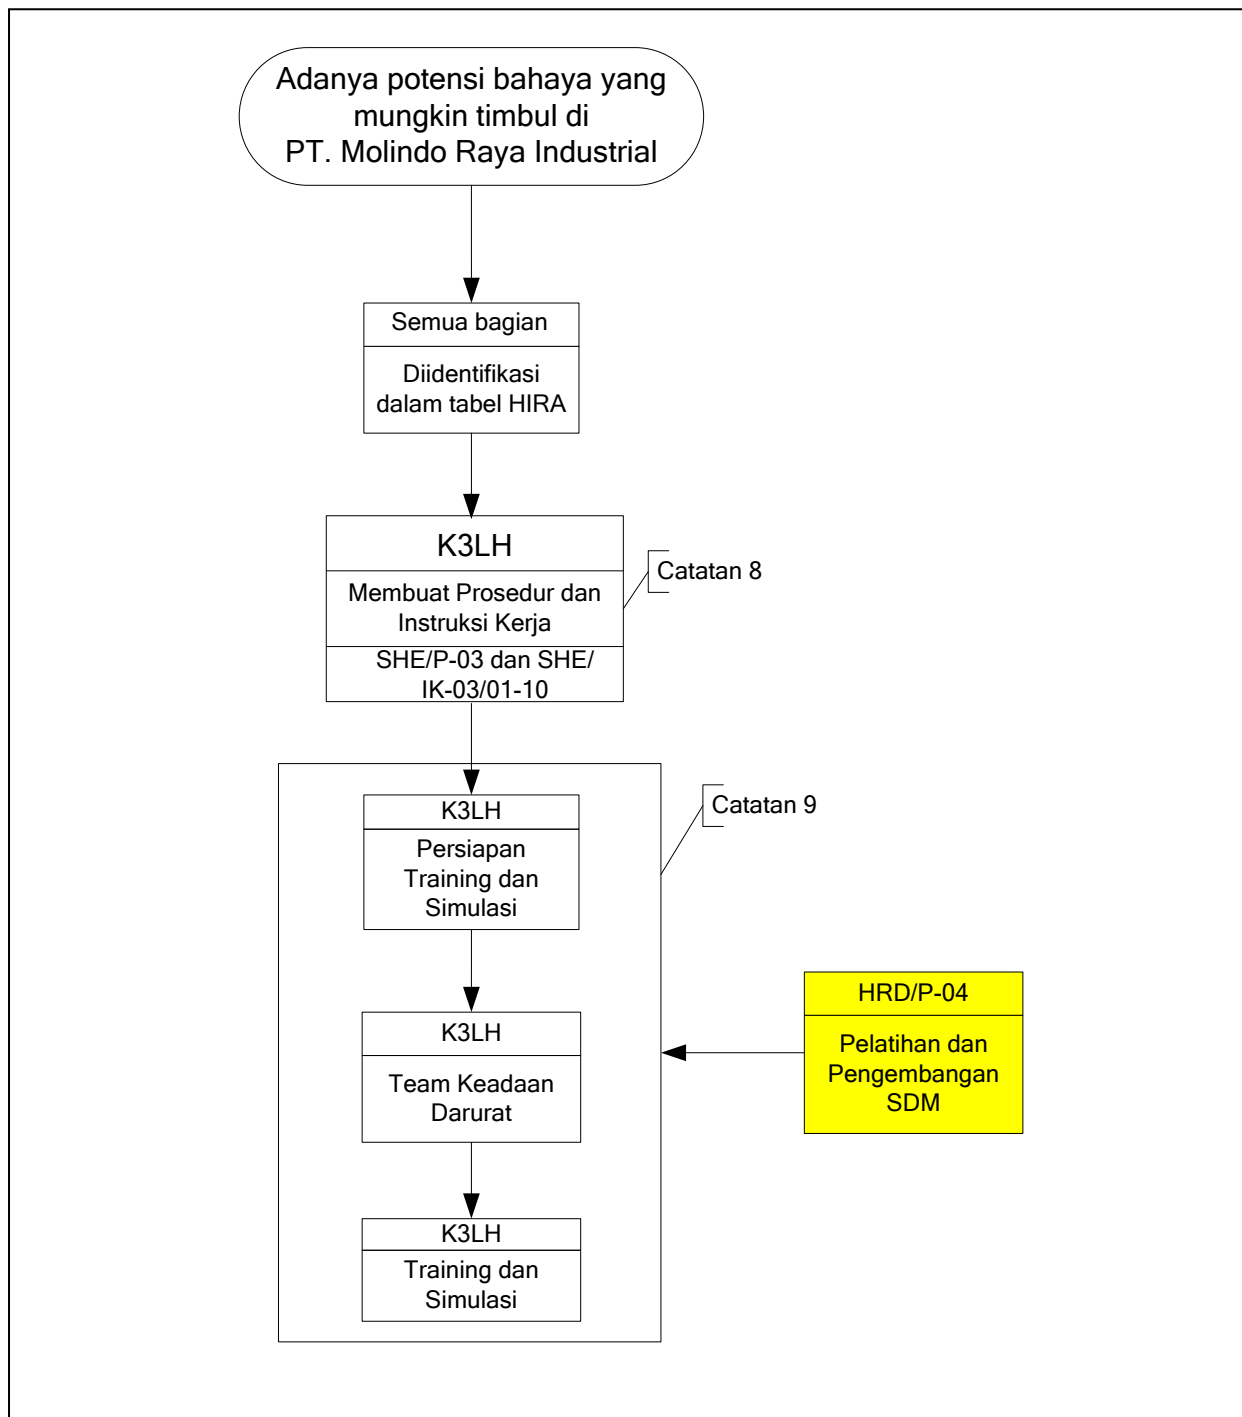 Adanya potensi bahaya yang
mungkin timbul di
PT. Molindo Raya Industrial
Semua bagian
Diidentifikasi
dalam tabel HIRA
K3LH
Membuat Prosedur dan
Instruksi Kerja
SHE/P-03 dan SHE/
IK-03/01-10
Catatan 8
K3LH
Persiapan
Training dan
Simulasi
Catatan 9
K3LH
Team Keadaan
Darurat
HRD/P-04
Pelatihan dan
Pengembangan
SDM
K3LH
Training dan
Simulasi